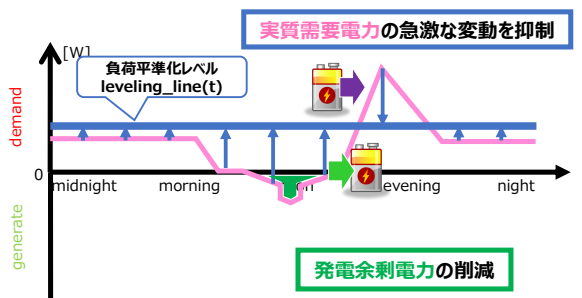 実質需要電力の急激な変動を抑制
[W]
負荷平準化レベル
leveling_line(t)
demand
0
midnight
morning
evening
night
generate
発電余剰電力の削減